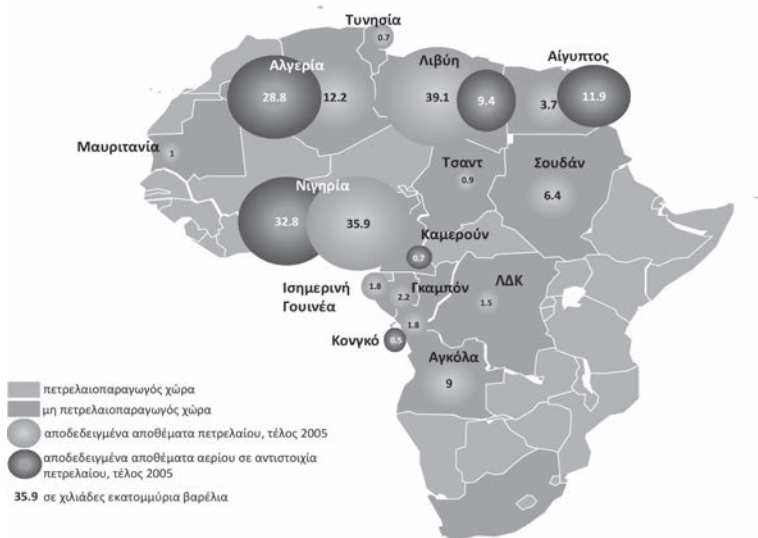 Τυνησία
0.7
Αλγερία
28.8
12.2
Λιβύη
39.1
9.4
Αίγυπτος
3.7
11.9
Μαυριτανία
1
Τσαντ
0.9
Σουδάν
6.4
Νιγηρία
32.8
35.9
Καμερούν
0.7
Ισημερινή
Γουινέα
1.8
Γκαμπόν
2.2
ΛΔΚ
1.5
Κονγκό
0.5
1.8
Αγκόλα
9
πετρελαιοπαραγωγός χώρα
μη πετρελαιοπαραγωγός χώρα
αποδεδειγμένα αποθέματα πετρελαίου, τέλος 2005
αποδεδειγμένα αποθέματα αερίου σε αντιστοιχία
πετρελαίου, τέλος 2005
35.9 σε χιλιάδες εκατομμύρια βαρέλια